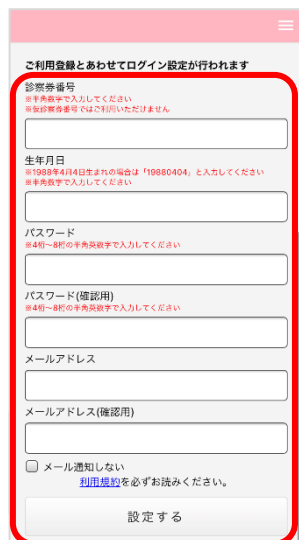 ご利用登録とあわせてログイン設定が行われます
診察券番号
※半角数字で入力してください
※仮診察券番号ではご利用いただけません
生年月日
※1988年4月4日生まれの場合は「19880404」と入力してください
※半角数字で入力してください
パスワード
※4桁～8桁の半角英数字で入力してください
パスワード(確認用)
※4桁～8桁の半角英数字で入力してください
メールアドレス
メールアドレス(確認用)
メール通知しない
利用規約を必ずお読みください。
設定する